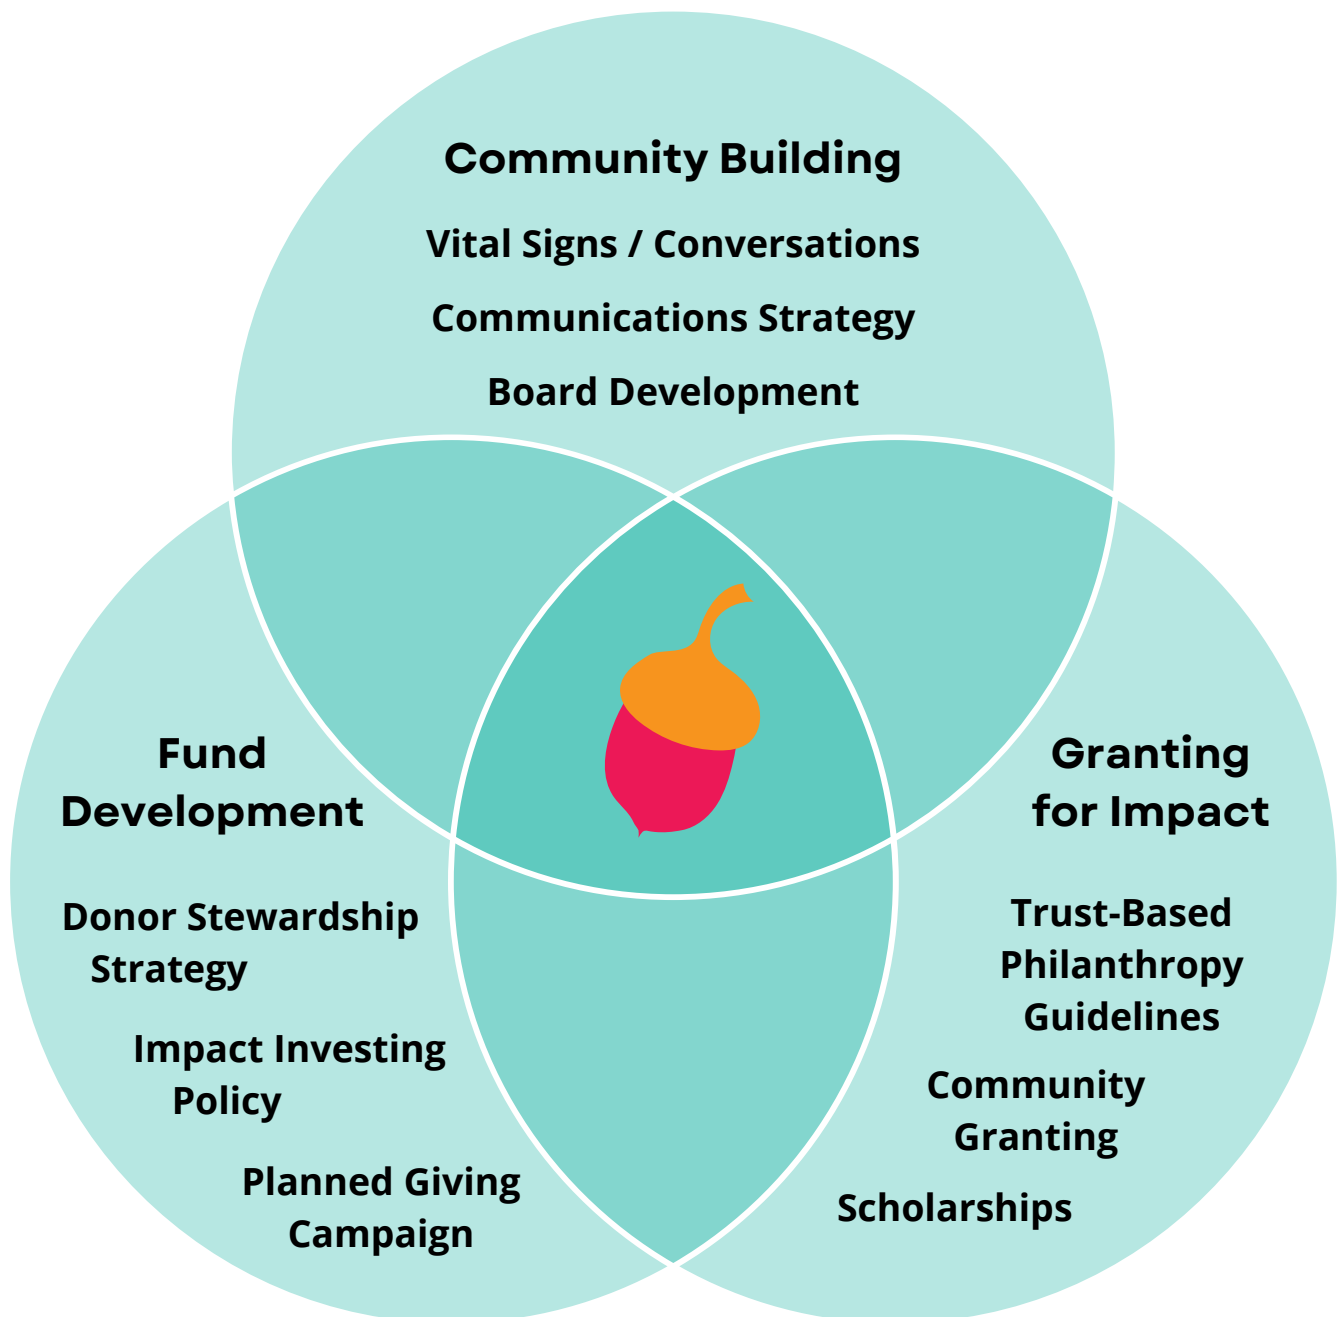 Community Building
Vital Signs / Conversations
Communications Strategy
Board Development
Fund
Development
Donor Stewardship
Strategy
Impact Investing
Policy
Planned Giving
Campaign
Granting
for Impact
Trust-Based
Philanthropy
Guidelines
Community
Granting
Scholarships